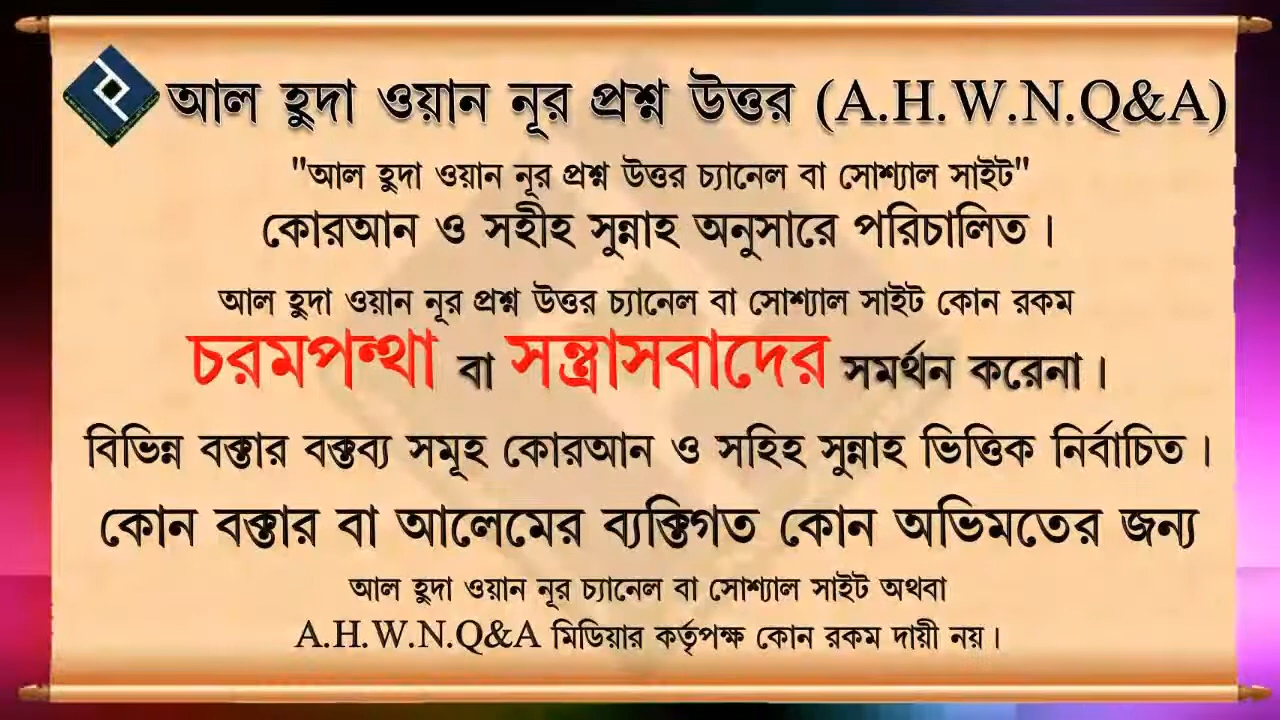 আল হুদা ওয়ান নূর প্রশ্ন উত্তর (A.H.W.N.Q&A)
"আল হুদা ওয়ান নূর প্রশ্ন উত্তর চ্যানেল বা সোশ্যাল সাইট"
কোরআন ও সহীহ সুন্নাহ অনুসারে পরিচালিত।
আল হুদা ওয়ান নূর প্রশ্ন উত্তর চ্যানেল বা সোশ্যাল সাইট কোন রকম
চরমপন্থা বা সন্ত্রাসবাদের সমর্থন করেনা।
বিভিন্ন বক্তার বক্তব্য সমূহ কোরআন ও সহিহ সুন্নাহ ভিত্তিক নির্বাচিত।
কোন বক্তার বা আলেমের ব্যক্তিগত কোন অভিমতের জন্য
আল হুদা ওয়ান নূর চ্যানেল বা সোশ্যাল সাইট অথবা
A.H.W.N.Q&A মিডিয়ার কর্তৃপক্ষ কোন রকম দায়ী নয়।